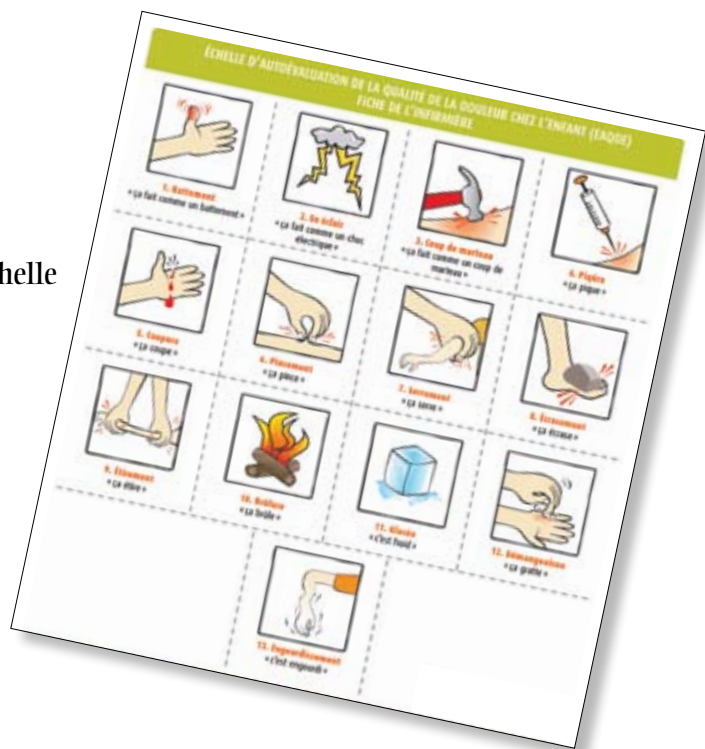 helle
ÉCHELLE D'AUTOÉVALUATION DE LA QUALITÉ DE LA DOULEUR CHEZ L'ENFANT (EAQDE)
FICHE DE L'INFIRMIÈRE
1. Battement
« ça fait comme un battement »
2. Un éclair
« ça fait comme un choc
électrique »
3. Coup de marteau
« ça fait comme un coup de
marteau »
4. Piqûre
« ça pique »
5. Coupure
« ça coupe »
6. Pincement
« ça pince »
7. Serrement
« ça serre »
8. Écrasement
« ça écrase »
9. Étirement
« ça étire »
10. Brûlure
« ça brûle »
11. Glacée
« c'est froid »
12. Démangeaison
« ça gratte »
13. Engourdissement
« c'est engourdi »